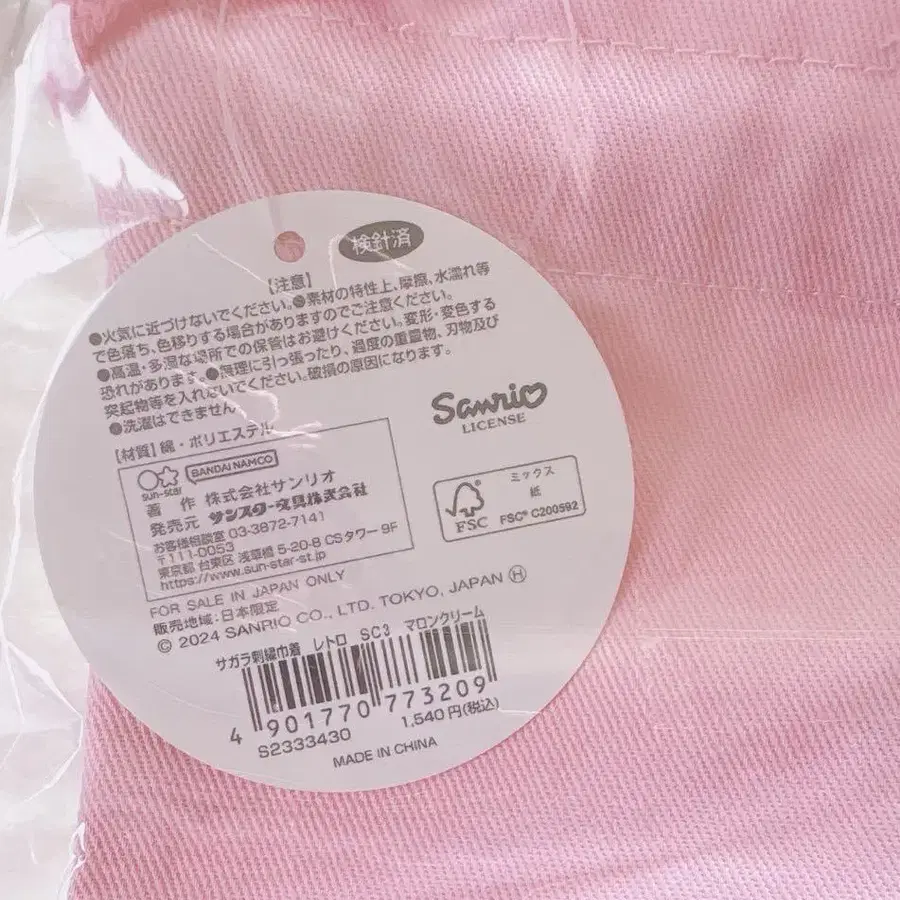 検針済
【注意】
●火気に近づけないでください。●素材の特性上、摩擦、水濡れ等
で色落ち、色移りする場合がありますのでご注意ください。
●高温・多湿な場所での保管はお避けください。変形・変色する
恐れがあります。●無理に引っ張ったり、過度の重量物、刃物及び
突起物等を入れないでください。破損の原因になります。
●洗濯はできません
【材質】綿・ポリエステル
Sanrio
LICENSE
sun-star
BANDAI NAMCO
著 作 株式会社サンリオ
発売元 サンスター文具株式会社
お客様相談室 03-3872-7141
〒111-0053
東京都 台東区 浅草橋 5-20-8 CSタワー 9F
https://www.sun-star-st.jp
FSC
ミックス
紙
FSC® C200592
FOR SALE IN JAPAN ONLY
販売地域:日本限定
© 2024 SANRIO CO., LTD. TOKYO, JAPAN Ⓗ
サガラ刺繍巾着 レトロ SC3 マロンクリーム
4 901770 773209
S2333430 1,540円(税込)
MADE IN CHINA